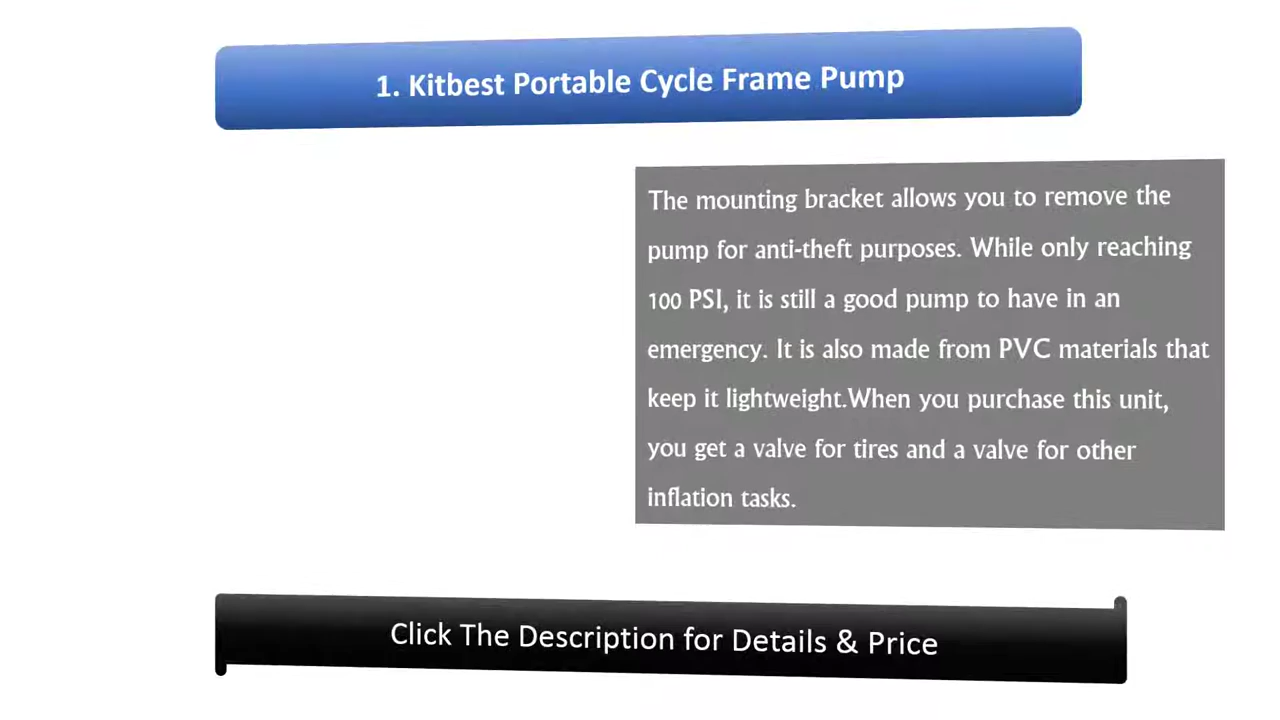 1. Kitbest Portable Cycle Frame Pump
The mounting bracket allows you to remove the
pump for anti-theft purposes. While only reaching
100 PSI, it is still a good pump to have in an
emergency. It is also made from PVC materials that
keep it lightweight.When you purchase this unit,
you get a valve for tires and a valve for other
inflation tasks.
Click The Description for Details & Price